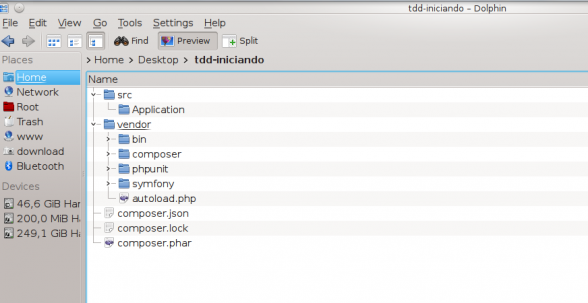 tdd-iniciando – Dolphin
File Edit View Go Tools Settings Help
Find Preview Split
Places
Home
Network
Root
Trash
www
download
Bluetooth
Devices
46,6 GiB Har
200,0 MiB H
249,1 GiB Har
> Home > Desktop > tdd-iniciando
Name
src
Application
vendor
bin
composer
phpunit
symfony
autoload.php
composer.json
composer.lock
composer.phar